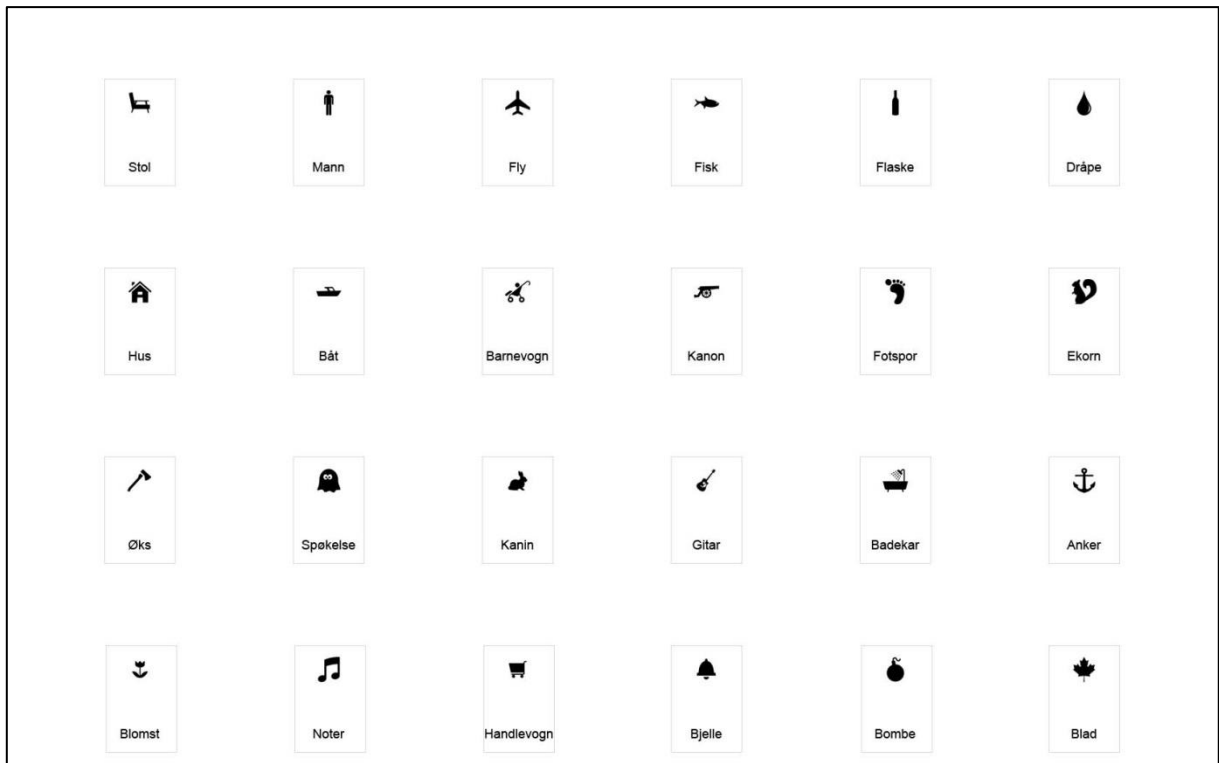 Stol Mann Fly Fisk Flaske Dråpe
Hus Båt Barnevogn Kanon Fotspor Ekorn
Øks Spøkelse Kanin Gitar Badekar Anker
Blomst Noter Handlevogn Bjelle Bombe Blad